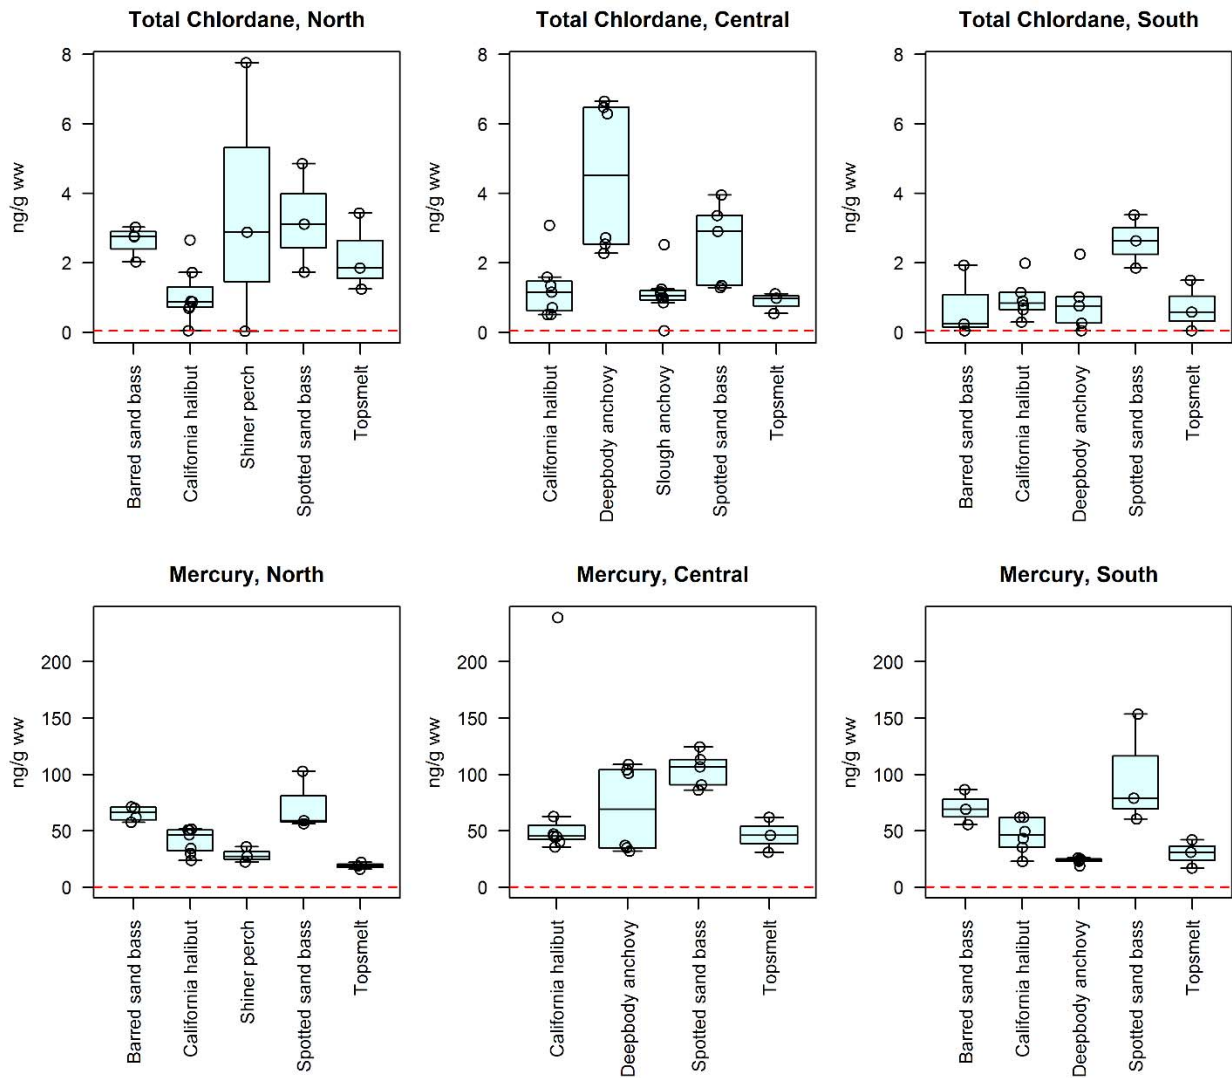 Total Chlordane, North
8
6
4
2
0
ng/g ww
Barred sand bass
California halibut
Shiner perch
Spotted sand bass
Topsmelt
Total Chlordane, Central
8
6
4
2
0
ng/g ww
California halibut
Deepbody anchovy
Slough anchovy
Spotted sand bass
Topsmelt
Total Chlordane, South
8
6
4
2
0
ng/g ww
Barred sand bass
California halibut
Deepbody anchovy
Spotted sand bass
Topsmelt
Mercury, North
200
150
100
50
0
ng/g ww
Barred sand bass
California halibut
Shiner perch
Spotted sand bass
Topsmelt
Mercury, Central
200
150
100
50
0
ng/g ww
California halibut
Deepbody anchovy
Spotted sand bass
Topsmelt
Mercury, South
200
150
100
50
0
ng/g ww
Barred sand bass
California halibut
Deepbody anchovy
Spotted sand bass
Topsmelt